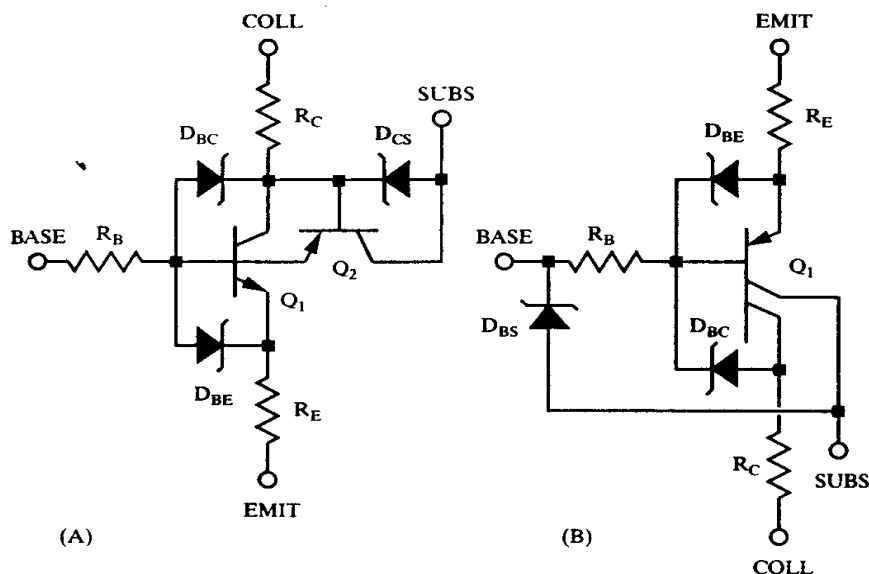 COLL
R_C
D_BC
D_CS
SUBS
BASE
R_B
Q_1
Q_2
D_BE
R_E
EMIT
(A)
EMIT
R_E
D_BE
BASE
R_B
Q_1
D_BS
D_BC
R_C
SUBS
COLL
(B)